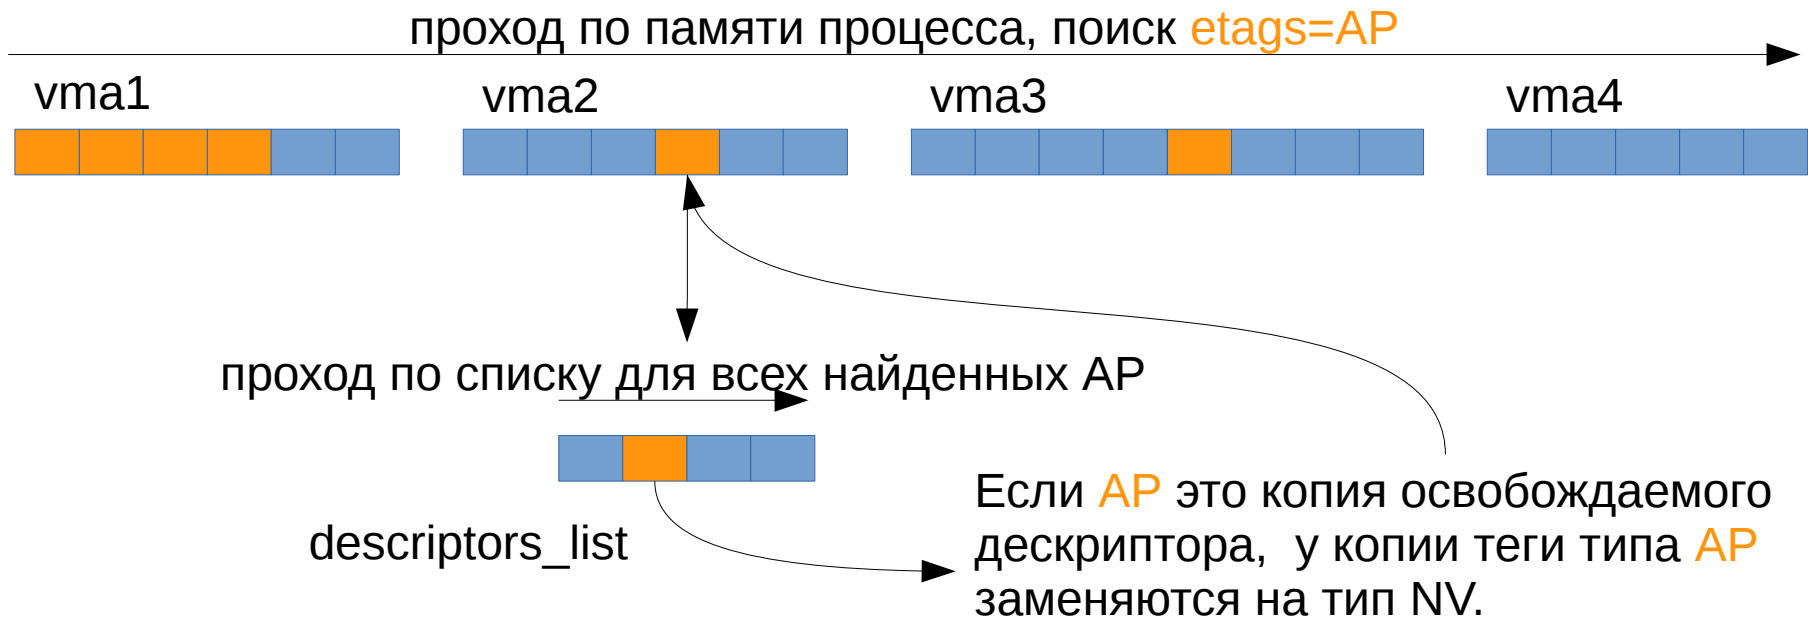 проход по памяти процесса, поиск etags=AP
vma1
vma2
vma3
vma4
проход по списку для всех найденных AP
descriptors_list
Если AP это копия освобождаемого
дескриптора,  у копии теги типа AP
заменяются на тип NV.